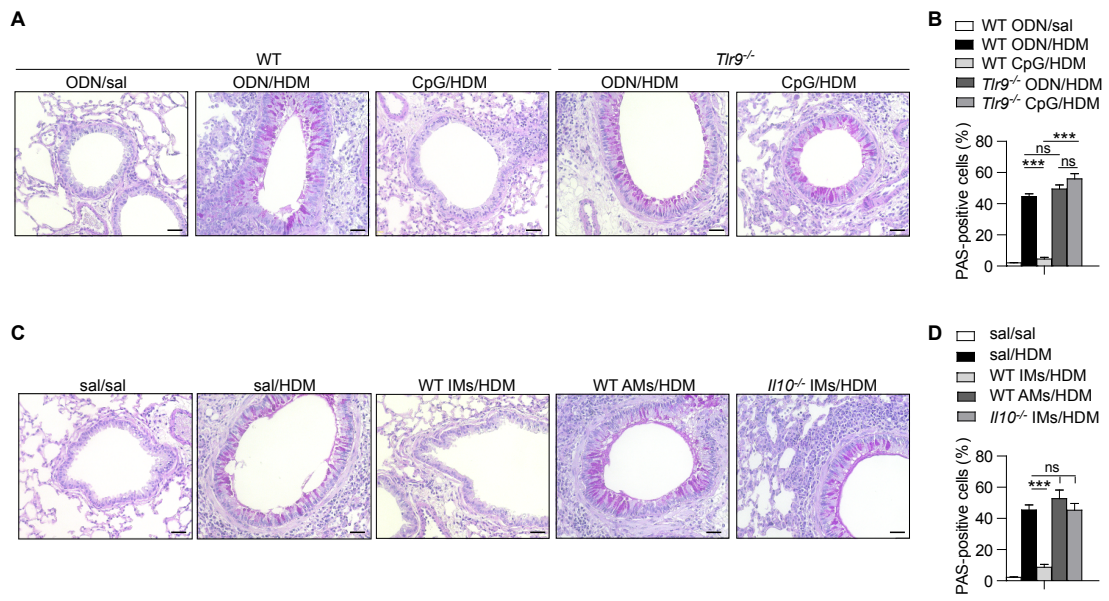 A
WT
Tlr9-/-
ODN/sal
ODN/HDM
CpG/HDM
ODN/HDM
CpG/HDM
B
WT ODN/sal
WT ODN/HDM
WT CpG/HDM
Tlr9-/- ODN/HDM
Tlr9-/- CpG/HDM
PAS-positive cells (%)
80
60
40
20
0
***
ns
*** ns
C
sal/sal
sal/HDM
WT IMs/HDM
WT AMs/HDM
Il10-/- IMs/HDM
D
sal/sal
sal/HDM
WT IMs/HDM
WT AMs/HDM
Il10-/- IMs/HDM
PAS-positive cells (%)
80
60
40
20
0
ns
***